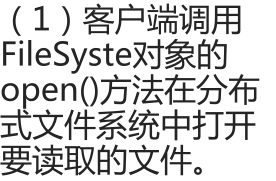 （1）客户端调用
FileSyste对象的
open()方法在分布
式文件系统中打开
要读取的文件。